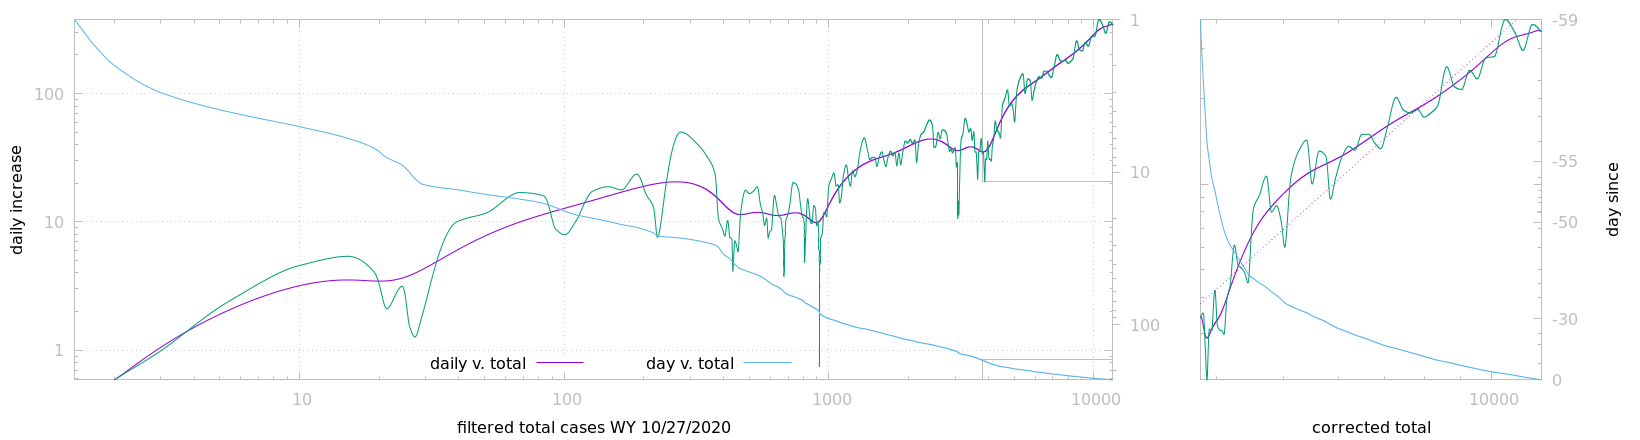 1
-59
100
10
-55
10
-50
100
-30
1
daily v. total
day v. total
0
10
100
1000
10000
10000
filtered total cases WY 10/27/2020
corrected total
daily increase
day since